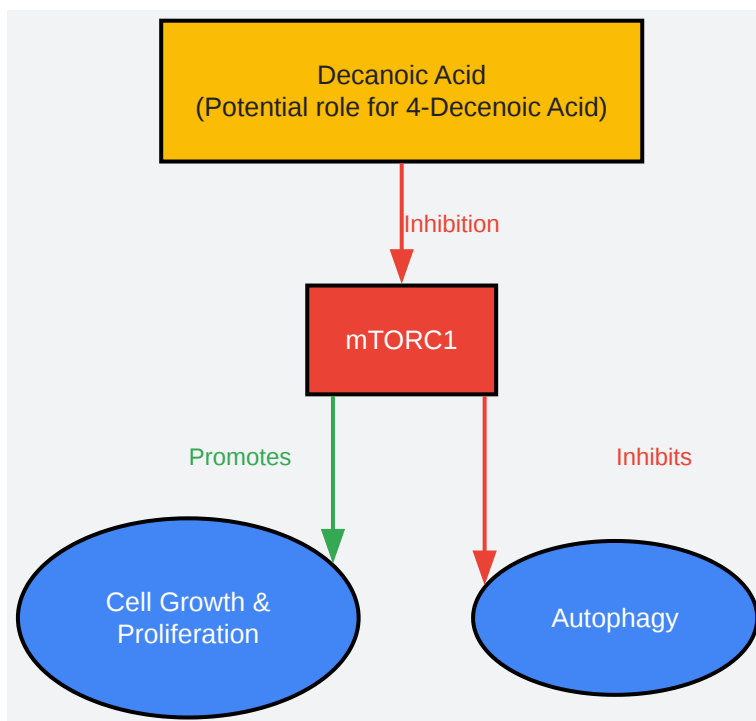 Decanoic Acid
(Potential role for 4-Decenoic Acid)
Inhibition
mTORC1
Promotes
Inhibits
Cell Growth &
Proliferation
Autophagy